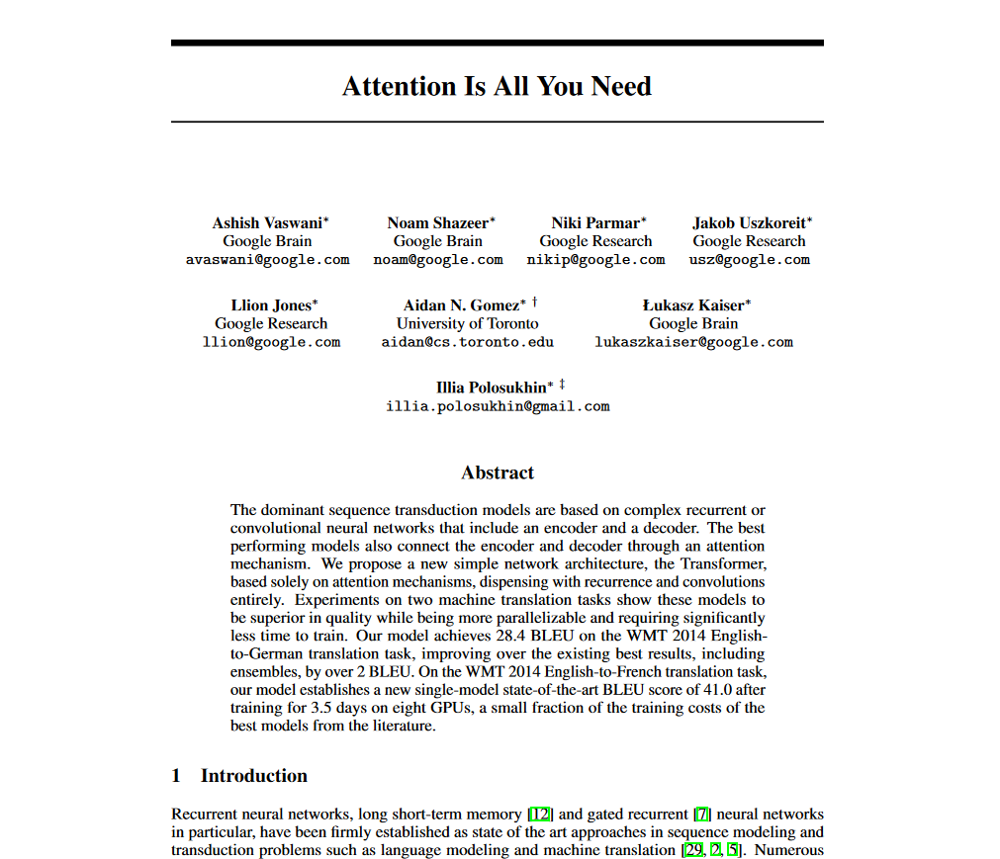 Attention Is All You Need
Ashish Vaswani* Noam Shazeer* Niki Parmar* Jakob Uszkoreit*
Google Brain Google Brain Google Research Google Research
avaswani@google.com noam@google.com nikip@google.com usz@google.com
Llion Jones* Aidan N. Gomez* † Łukasz Kaiser*
Google Research University of Toronto Google Brain
llion@google.com aidan@cs.toronto.edu lukaszkaiser@google.com
Illia Polosukhin* ‡
illia.polosukhin@gmail.com
Abstract
The dominant sequence transduction models are based on complex recurrent or
convolutional neural networks that include an encoder and a decoder. The best
performing models also connect the encoder and decoder through an attention
mechanism. We propose a new simple network architecture, the Transformer,
based solely on attention mechanisms, dispensing with recurrence and convolutions
entirely. Experiments on two machine translation tasks show these models to
be superior in quality while being more parallelizable and requiring significantly
less time to train. Our model achieves 28.4 BLEU on the WMT 2014 English-
to-German translation task, improving over the existing best results, including
ensembles, by over 2 BLEU. On the WMT 2014 English-to-French translation task,
our model establishes a new single-model state-of-the-art BLEU score of 41.0 after
training for 3.5 days on eight GPUs, a small fraction of the training costs of the
best models from the literature.
1 Introduction
Recurrent neural networks, long short-term memory [12] and gated recurrent [7] neural networks
in particular, have been firmly established as state of the art approaches in sequence modeling and
transduction problems such as language modeling and machine translation [29, 2, 5]. Numerous